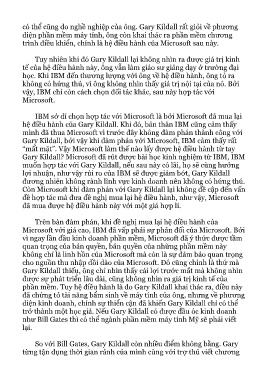 có thể cũng do nghề nghiệp của ông. Gary Kildall rất giỏi về phương
diện phần mềm máy tính, ông còn khai thác ra phần mềm chương
trình điều khiển, chính là hệ điều hành của Microsoft sau này.
Tuy nhiên khi đó Gary Kildall lại không nhìn ra được giá trị kinh
tế của hệ điều hành này, ông vẫn làm giáo sư giảng dạy ở trường đại
học. Khi IBM đến thương lượng với ông về hệ điều hành, ông tỏ ra
không có hứng thú, vì ông không nhìn thấy giá trị nội tại của nó. Bởi
vậy, IBM chỉ còn cách chọn đối tác khác, sau này hợp tác với
Microsoft.
IBM sở dĩ chọn hợp tác với Microsoft là bởi Microsoft đã mua lại
hệ điều hành của Gary Kildall. Khi đó, bản thân IBM cũng cảm thấy
mình đã thua Microsoft vì trước đây không đàm phán thành công với
Gary Kildall, bởi vậy khi đàm phán với Microsoft, IBM cảm thấy rất
"mất mặt". Vậy Microsoft làm thế nào lấy được hệ điều hành từ tay
Gary Kildall? Microsoft đã rút được bài học kinh nghiệm từ IBM, IBM
muốn hợp tác với Gary Kildall, nếu sau này có lãi, họ sẽ cùng hưởng
lợi nhuận, như vậy rủi ro của IBM sẽ được giảm bớt, Gary Kildall
đương nhiên không rành lĩnh vực kinh doanh nên không có hứng thú.
Còn Microsoft khi đàm phán với Gary Kildall lại không đề cập đến vấn
đề hợp tác mà đưa đề nghị mua lại hệ điều hành, như vậy, Microsoft
đã mua được hệ điều hành này với một giá hợp lí.
Trên bàn đàm phán, khi đề nghị mua lại hệ điều hành của
Microsoft với giá cao, IBM đã vấp phải sự phản đối của Microsoft. Bởi
vì ngay lần đầu kinh doanh phần mềm, Microsoft đã ý thức được tầm
quan trọng của bản quyền, bản quyền của những phần mềm này
không chỉ là linh hồn của Microsoft mà còn là sự đảm bảo quan trọng
cho nguồn thu nhập dồi dào của Microsoft. Đó cũng chính là thứ mà
Gary Kildall thiếu, ông chỉ nhìn thấy cái lợi trước mắt mà không nhìn
được sự phát triển lâu dài, cũng không nhìn ra giá trị kinh tế của
phần mềm. Tuy hệ điều hành là do Gary Kildall khai thác ra, điều này
đã chứng tỏ tài năng bẩm sinh về máy tính của ông, nhưng về phương
diện kinh doanh, chính sự thiển cận đã khiến Gary Kildall chỉ có thể
trở thành một học giả. Nếu Gary Kildall có được đầu óc kinh doanh
như Bill Gates thì có thể ngành phần mềm máy tính Mỹ sẽ phải viết
lại.
So với Bill Gates, Gary Kildall còn nhiều điểm không bằng. Gary
từng tận dụng thời gian rảnh của mình cùng với trợ thủ viết chương